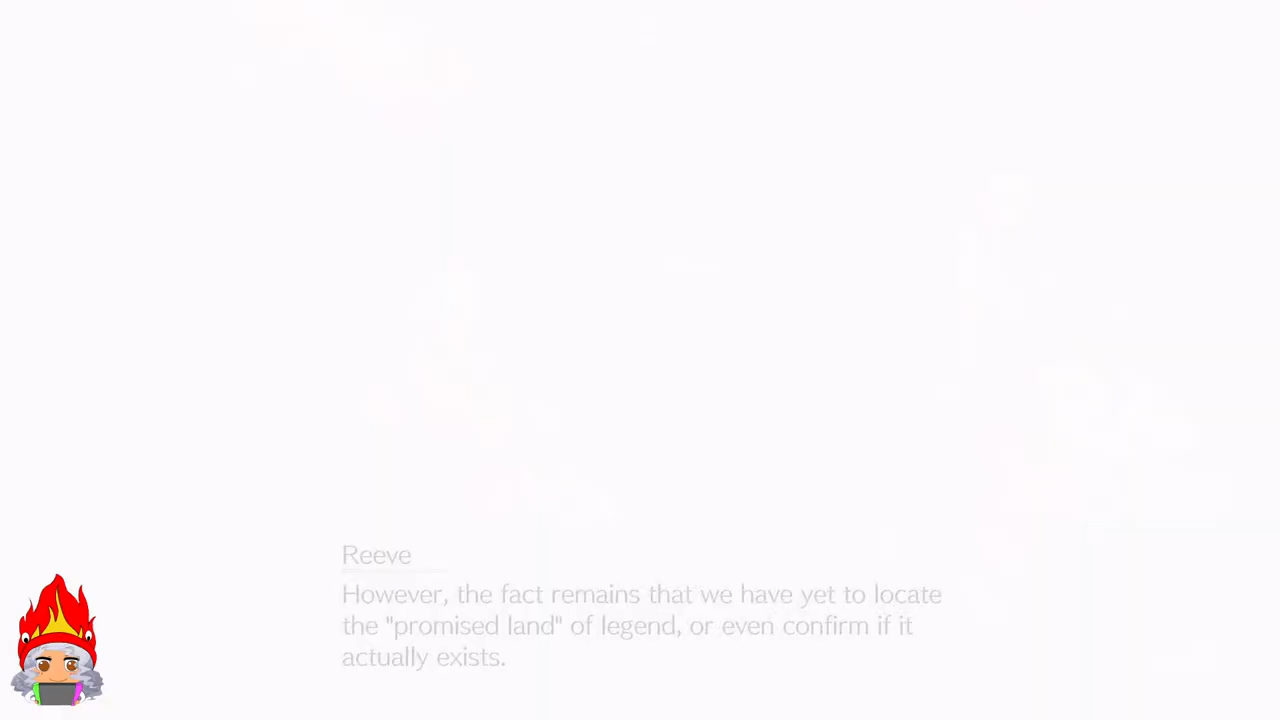 Reeve
However, the fact remains that we have yet to locate
the "promised land" of legend, or even confirm if it
actually exists.